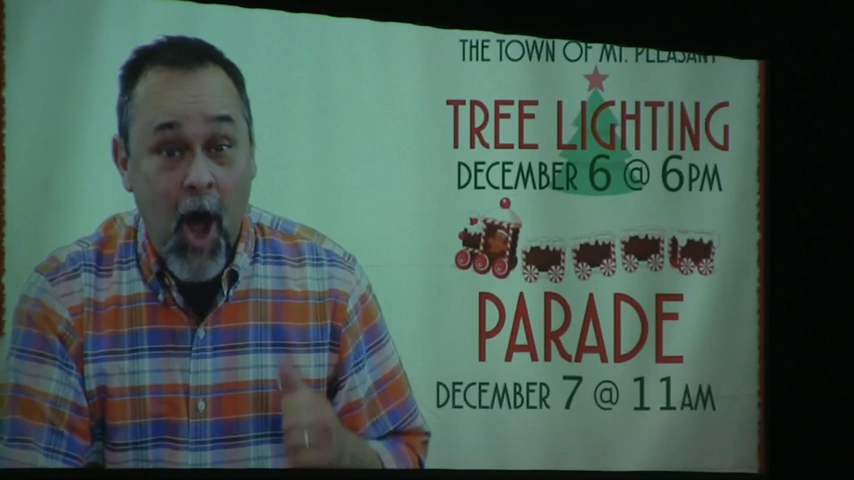 THE TOWN OF MT. PLEASANT
TREE LIGHTING
DECEMBER 6 @ 6PM
PARADE
DECEMBER 7 @ 11AM